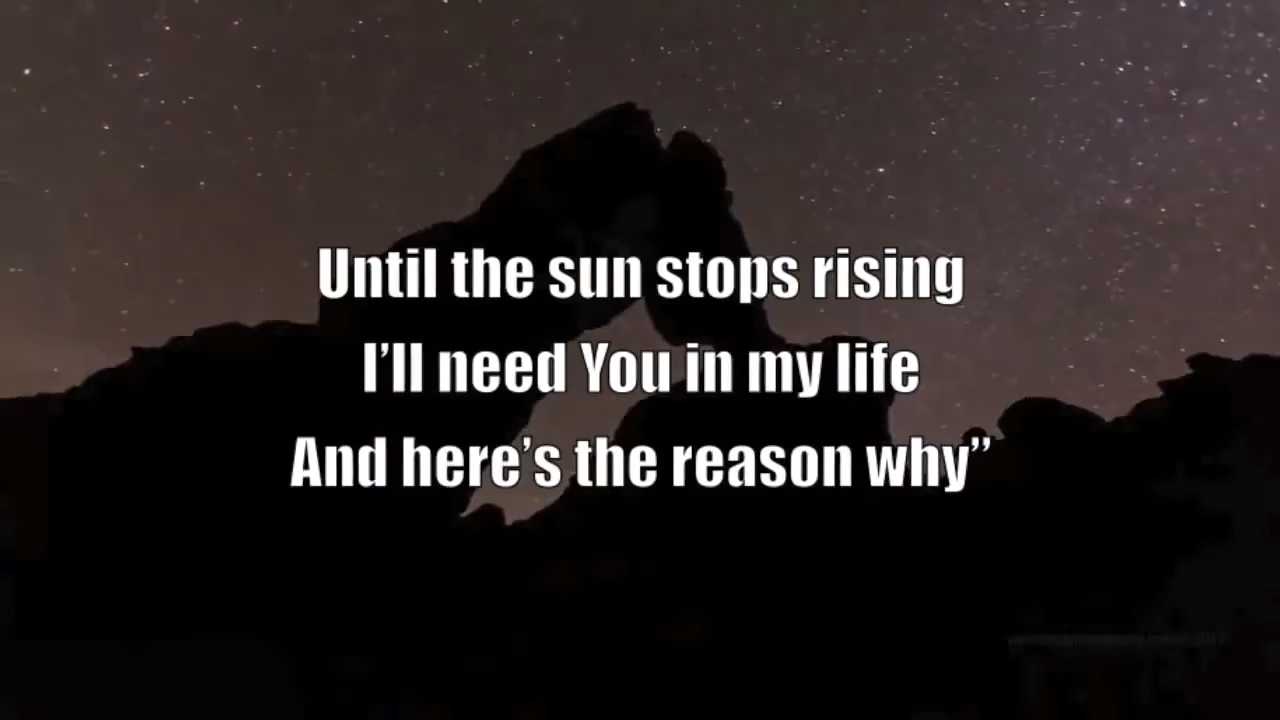 Until the sun stops rising
I’ll need You in my life
And here’s the reason why”